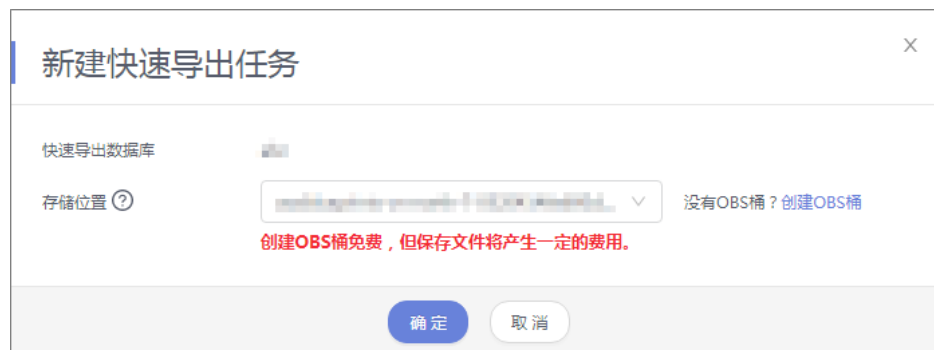 新建快速导出任务
快速导出数据库
存储位置 ? 没有OBS桶？创建OBS桶
创建OBS桶免费，但保存文件将产生一定的费用。
确定 取消